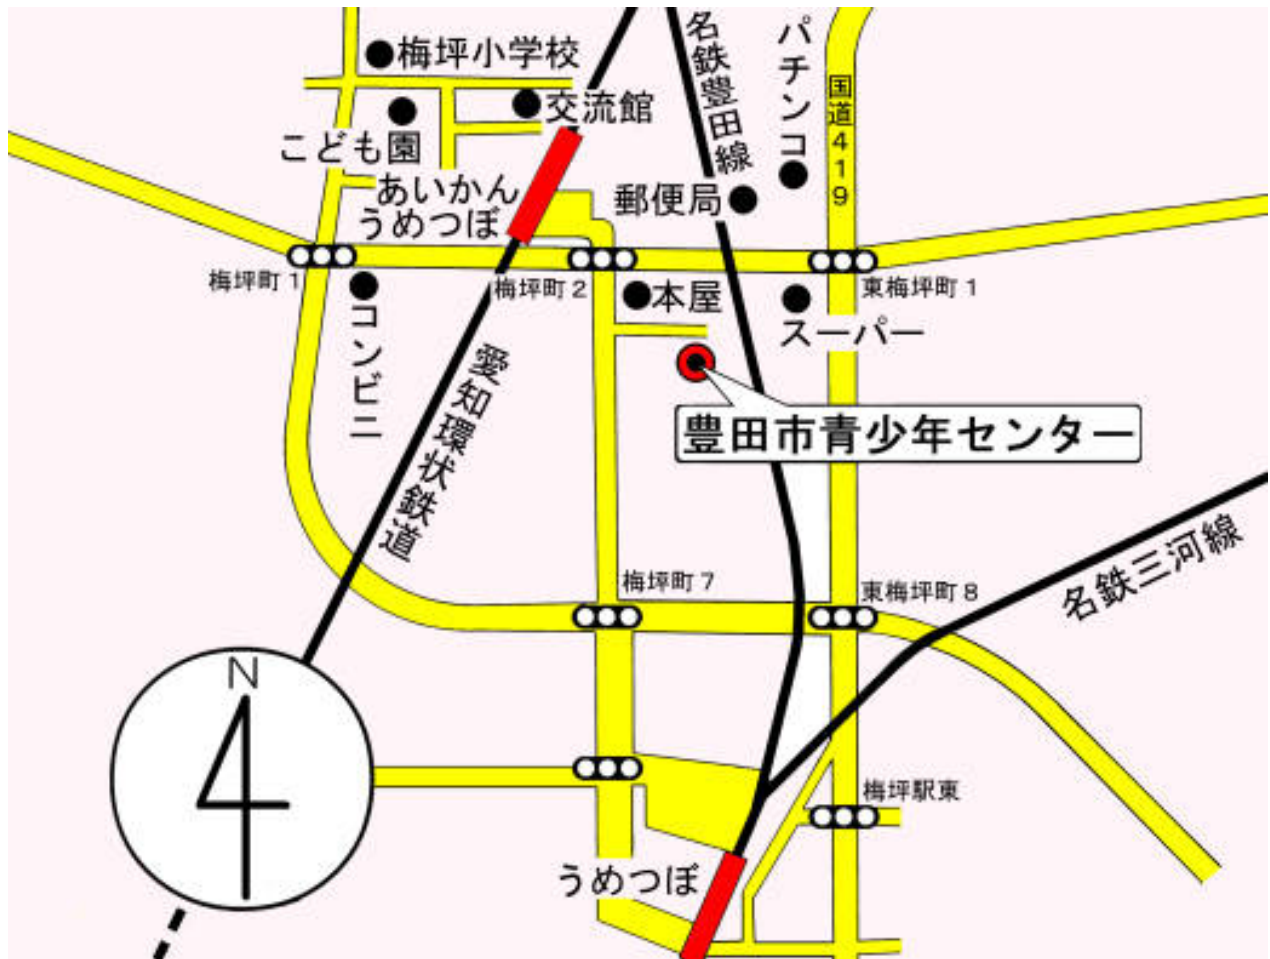 梅坪小学校
交流館
こども園
あいかん
うめつぼ
名鉄豊田線
パチンコ
国道419
郵便局
梅坪町1
梅坪町2
東梅坪町1
コンビニ
本屋
スーパー
愛知環状鉄道
豊田市青少年センター
名鉄三河線
梅坪町7
東梅坪町8
N
梅坪駅東
うめつぼ